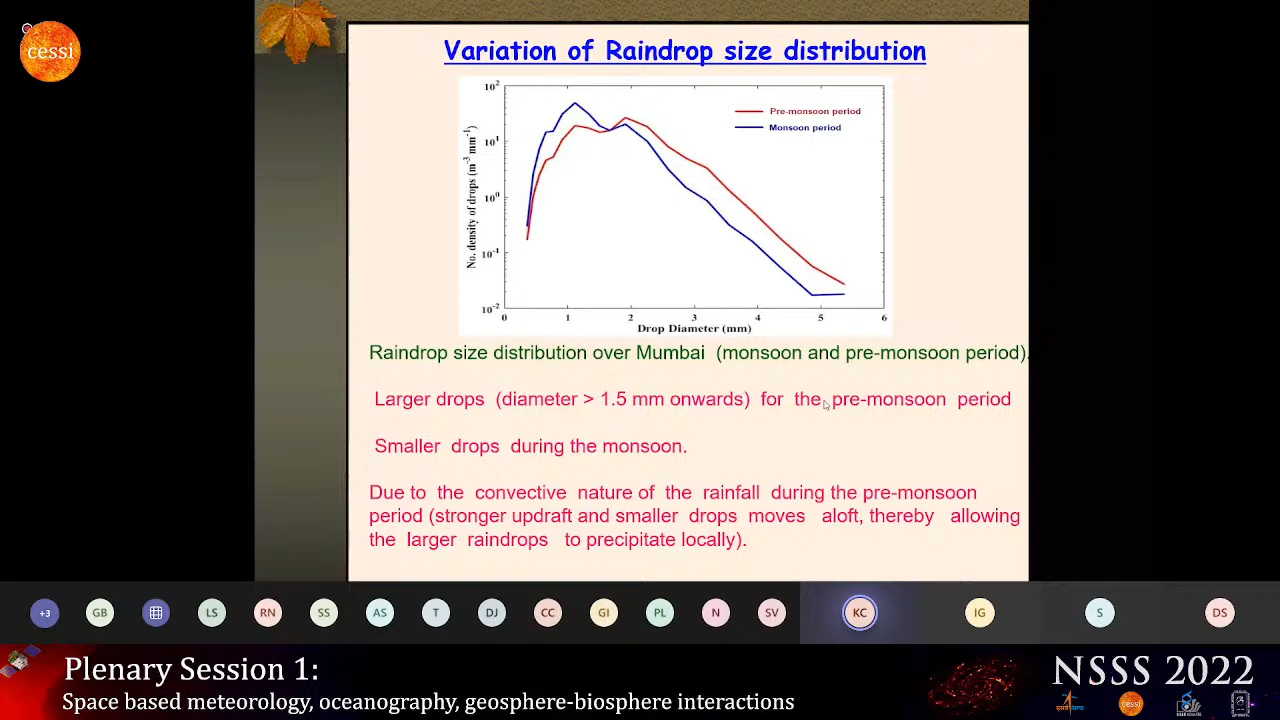 cessi
Variation of Raindrop size distribution
10²
10¹
10⁰
10⁻¹
10⁻²
No. density of drops (m⁻³ mm⁻¹)
Pre-monsoon period
Monsoon period
0 1 2 3 4 5 6
Drop Diameter (mm)
Raindrop size distribution over Mumbai (monsoon and pre-monsoon period).
Larger drops (diameter > 1.5 mm onwards) for the pre-monsoon period
Smaller drops during the monsoon.
Due to the convective nature of the rainfall during the pre-monsoon
period (stronger updraft and smaller drops moves aloft, thereby allowing
the larger raindrops to precipitate locally).
+3 GB LS RN SS AS T DJ CC GI PL N SV KC IG S DS
Plenary Session 1:
Space based meteorology, oceanography, geosphere-biosphere interactions
NSSS 2022
cessi